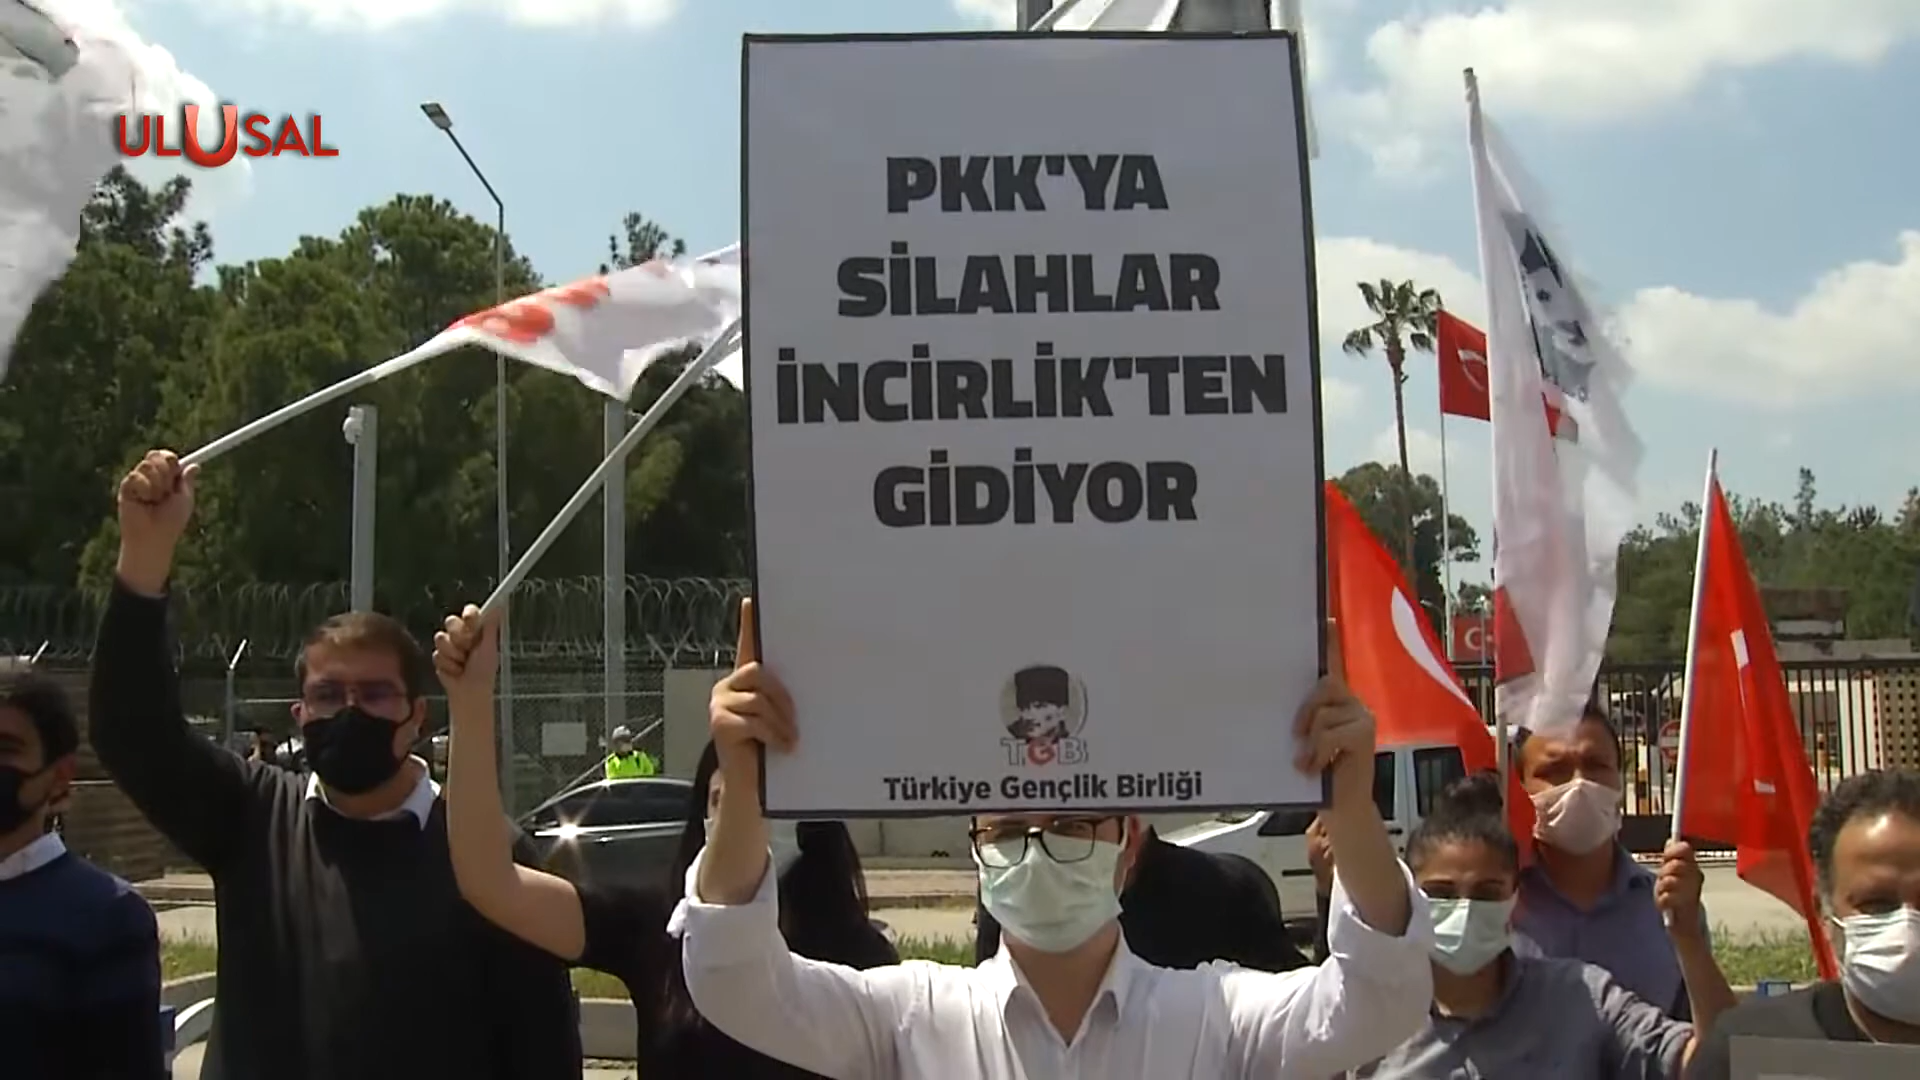 ULUSAL
PKK'YA
SİLAHLAR
İNCİRLİK'TEN
GİDİYOR
TGB
Türkiye Gençlik Birliği